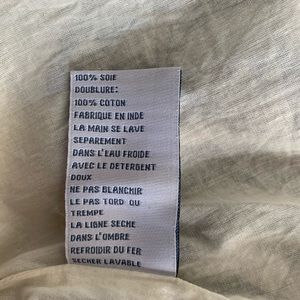 100% SOIE
DOUBLURE:
100% COTON
FABRIQUE EN INDE
LA MAIN SE LAVE
SEPAREMENT
DANS L'EAU FROIDE
AVEC LE DETERGENT
DOUX
NE PAS BLANCHIR
LE PAS TORD QU
TREMPE
LA LIGNE SECHE
DANS L'OMBRE
REFROIDIR DU FER
SECHER LAVABLE